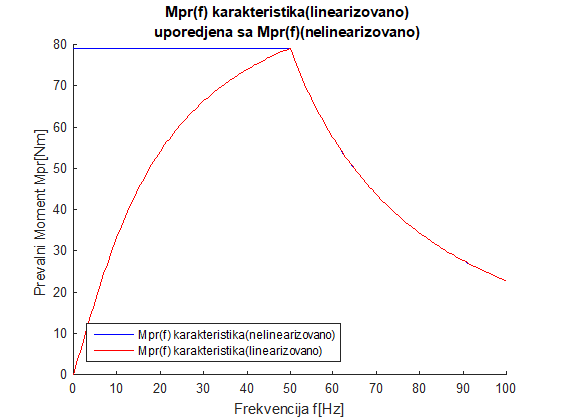 Mpr(f) karakteristika(linearizovano)
uporedjena sa Mpr(f)(nelinearizovano)
Prevalni Moment Mpr[Nm]
80
70
60
50
40
30
20
10
0
Mpr(f) karakteristika(nelinearizovano)
Mpr(f) karakteristika(linearizovano)
0 10 20 30 40 50 60 70 80 90 100
Frekvencija f[Hz]